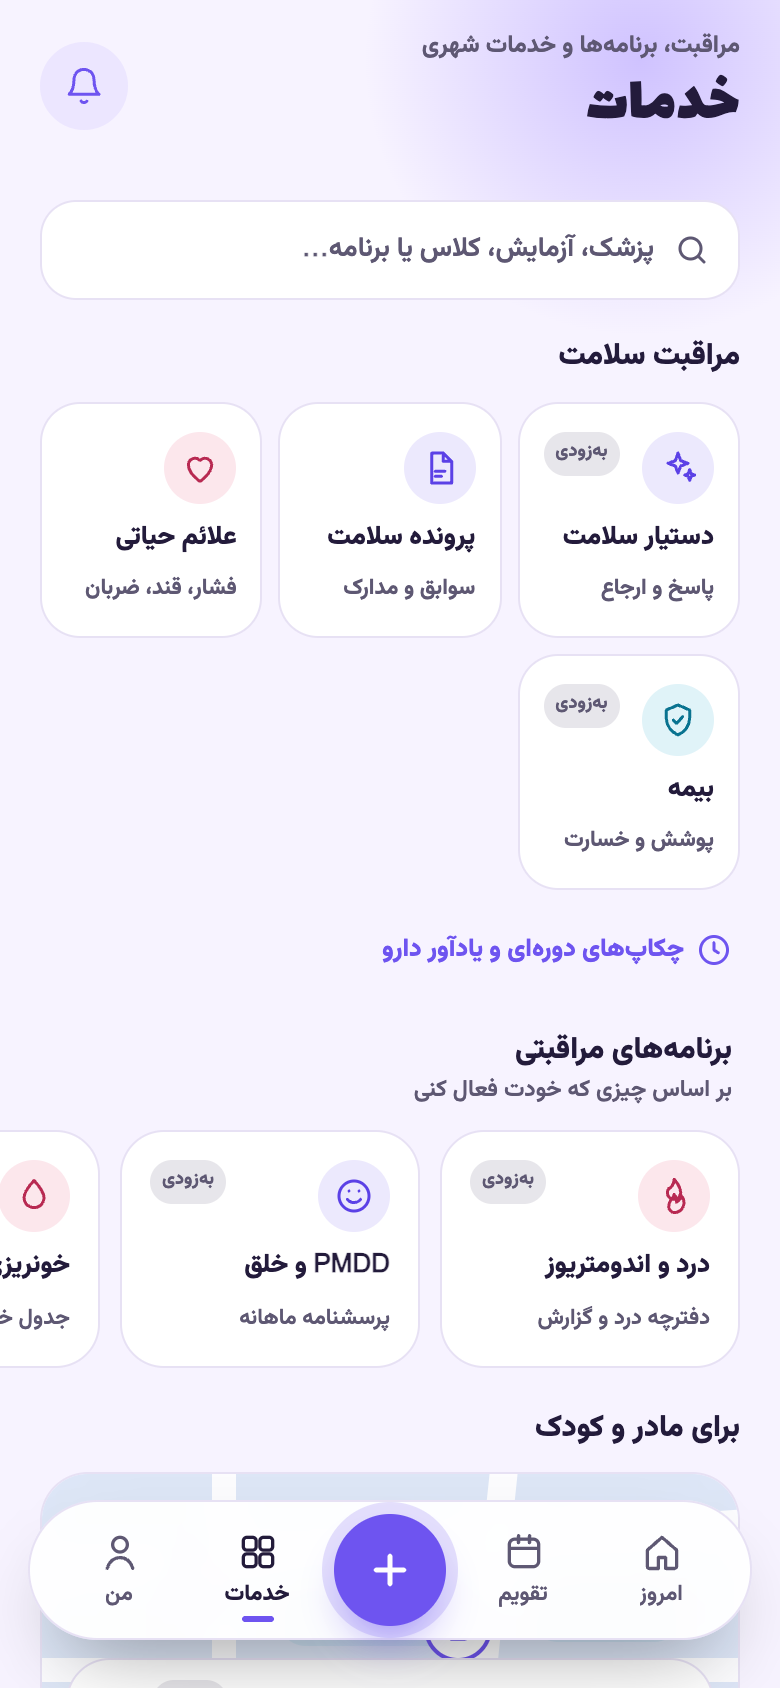 مراقبت، برنامه‌ها و خدمات شهری
خدمات
پزشک، آزمایش، کلاس یا برنامه...
مراقبت سلامت
به‌زودی
دستیار سلامت
پاسخ و ارجاع
پرونده سلامت
سوابق و مدارک
علائم حیاتی
فشار، قند، ضربان
به‌زودی
بیمه
پوشش و خسارت
چکاپ‌های دوره‌ای و یادآور دارو
برنامه‌های مراقبتی
بر اساس چیزی که خودت فعال کنی
به‌زودی
درد و اندومتریوز
دفترچه درد و گزارش
به‌زودی
PMDD و خلق
پرسشنامه ماهانه
خونریزی
جدول
برای مادر و کودک
امروز
تقویم
خدمات
من